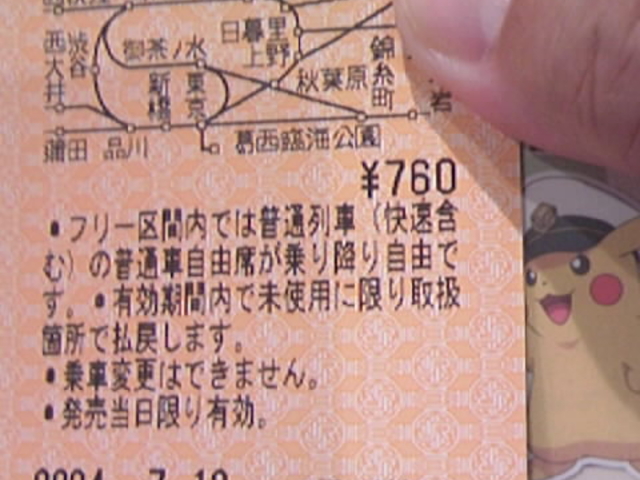 日暮里
上野
渋谷
西大井
御茶ノ水
新橋
東京
秋葉原
錦糸町
蒲田 品川
葛西臨海公園
¥760
•フリー区間内では普通列車(快速含
む)の普通車自由席が乗り降り自由で
す。•有効期間内で未使用に限り取扱
箇所で払戻します。
•乗車変更はできません。
•発売当日限り有効。